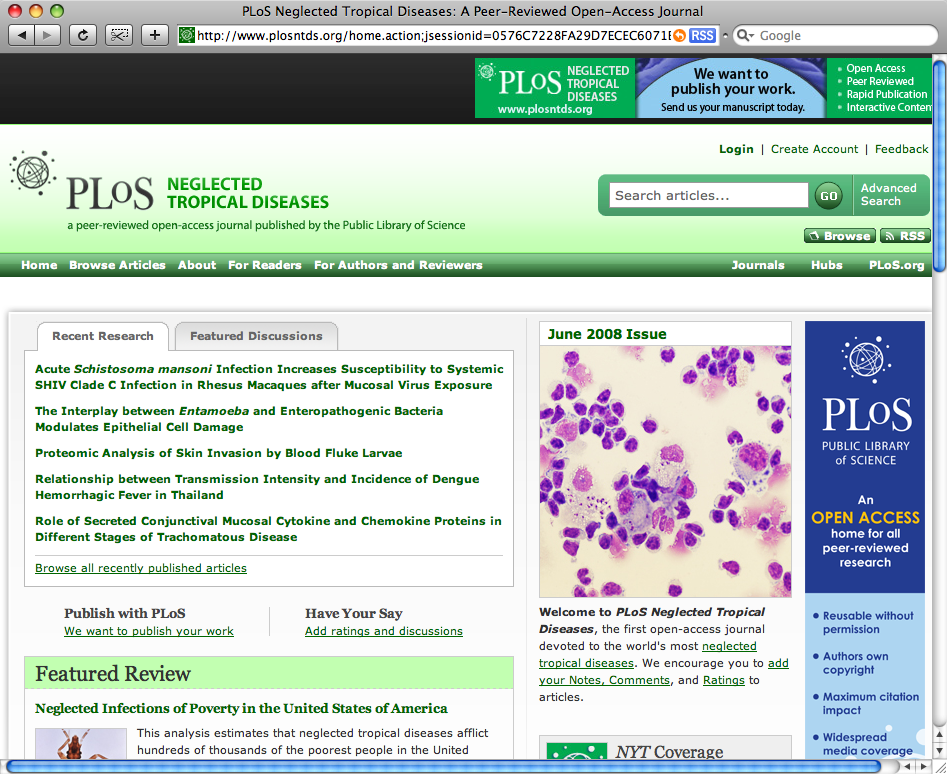 PLoS Neglected Tropical Diseases: A Peer-Reviewed Open-Access Journal
http://www.plosntds.org/home.action;jsessionid=0576C7228FA29D7ECEC6071E
RSS
Google
PLoS NEGLECTED TROPICAL DISEASES
www.plosntds.org
We want to
publish your work.
Send us your manuscript today.
Open Access
Peer Reviewed
Rapid Publication
Interactive Conten
Login | Create Account | Feedback
PLoS NEGLECTED
TROPICAL DISEASES
a peer-reviewed open-access journal published by the Public Library of Science
Search articles...
GO
Advanced
Search
Browse
RSS
Home Browse Articles About For Readers For Authors and Reviewers Journals Hubs PLoS.org
Recent Research
Featured Discussions
Acute Schistosoma mansoni Infection Increases Susceptibility to Systemic
SHIV Clade C Infection in Rhesus Macaques after Mucosal Virus Exposure
The Interplay between Entamoeba and Enteropathogenic Bacteria
Modulates Epithelial Cell Damage
Proteomic Analysis of Skin Invasion by Blood Fluke Larvae
Relationship between Transmission Intensity and Incidence of Dengue
Hemorrhagic Fever in Thailand
Role of Secreted Conjunctival Mucosal Cytokine and Chemokine Proteins in
Different Stages of Trachomatous Disease
Browse all recently published articles
Publish with PLoS
We want to publish your work
Have Your Say
Add ratings and discussions
Featured Review
Neglected Infections of Poverty in the United States of America
This analysis estimates that neglected tropical diseases afflict
hundreds of thousands of the poorest people in the United
June 2008 Issue
Welcome to PLoS Neglected Tropical
Diseases, the first open-access journal
devoted to the world's most neglected
tropical diseases. We encourage you to add
your Notes, Comments, and Ratings to
articles.
NYT Coverage
PLoS
PUBLIC LIBRARY
of SCIENCE
An
OPEN ACCESS
home for all
peer-reviewed
research
Reusable without
permission
Authors own
copyright
Maximum citation
impact
Widespread
media coverage